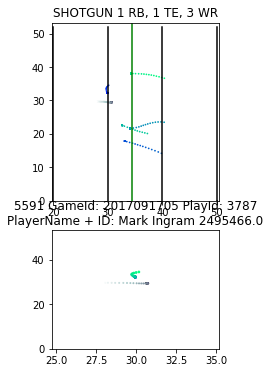 SHOTGUN 1 RB, 1 TE, 3 WR
50
40
30
20
10
0
20 30 40 50
5591 GameId: 2017091705 PlayId: 3787
PlayerName + ID: Mark Ingram 2495466.0
40
20
0
25.0 27.5 30.0 32.5 35.0